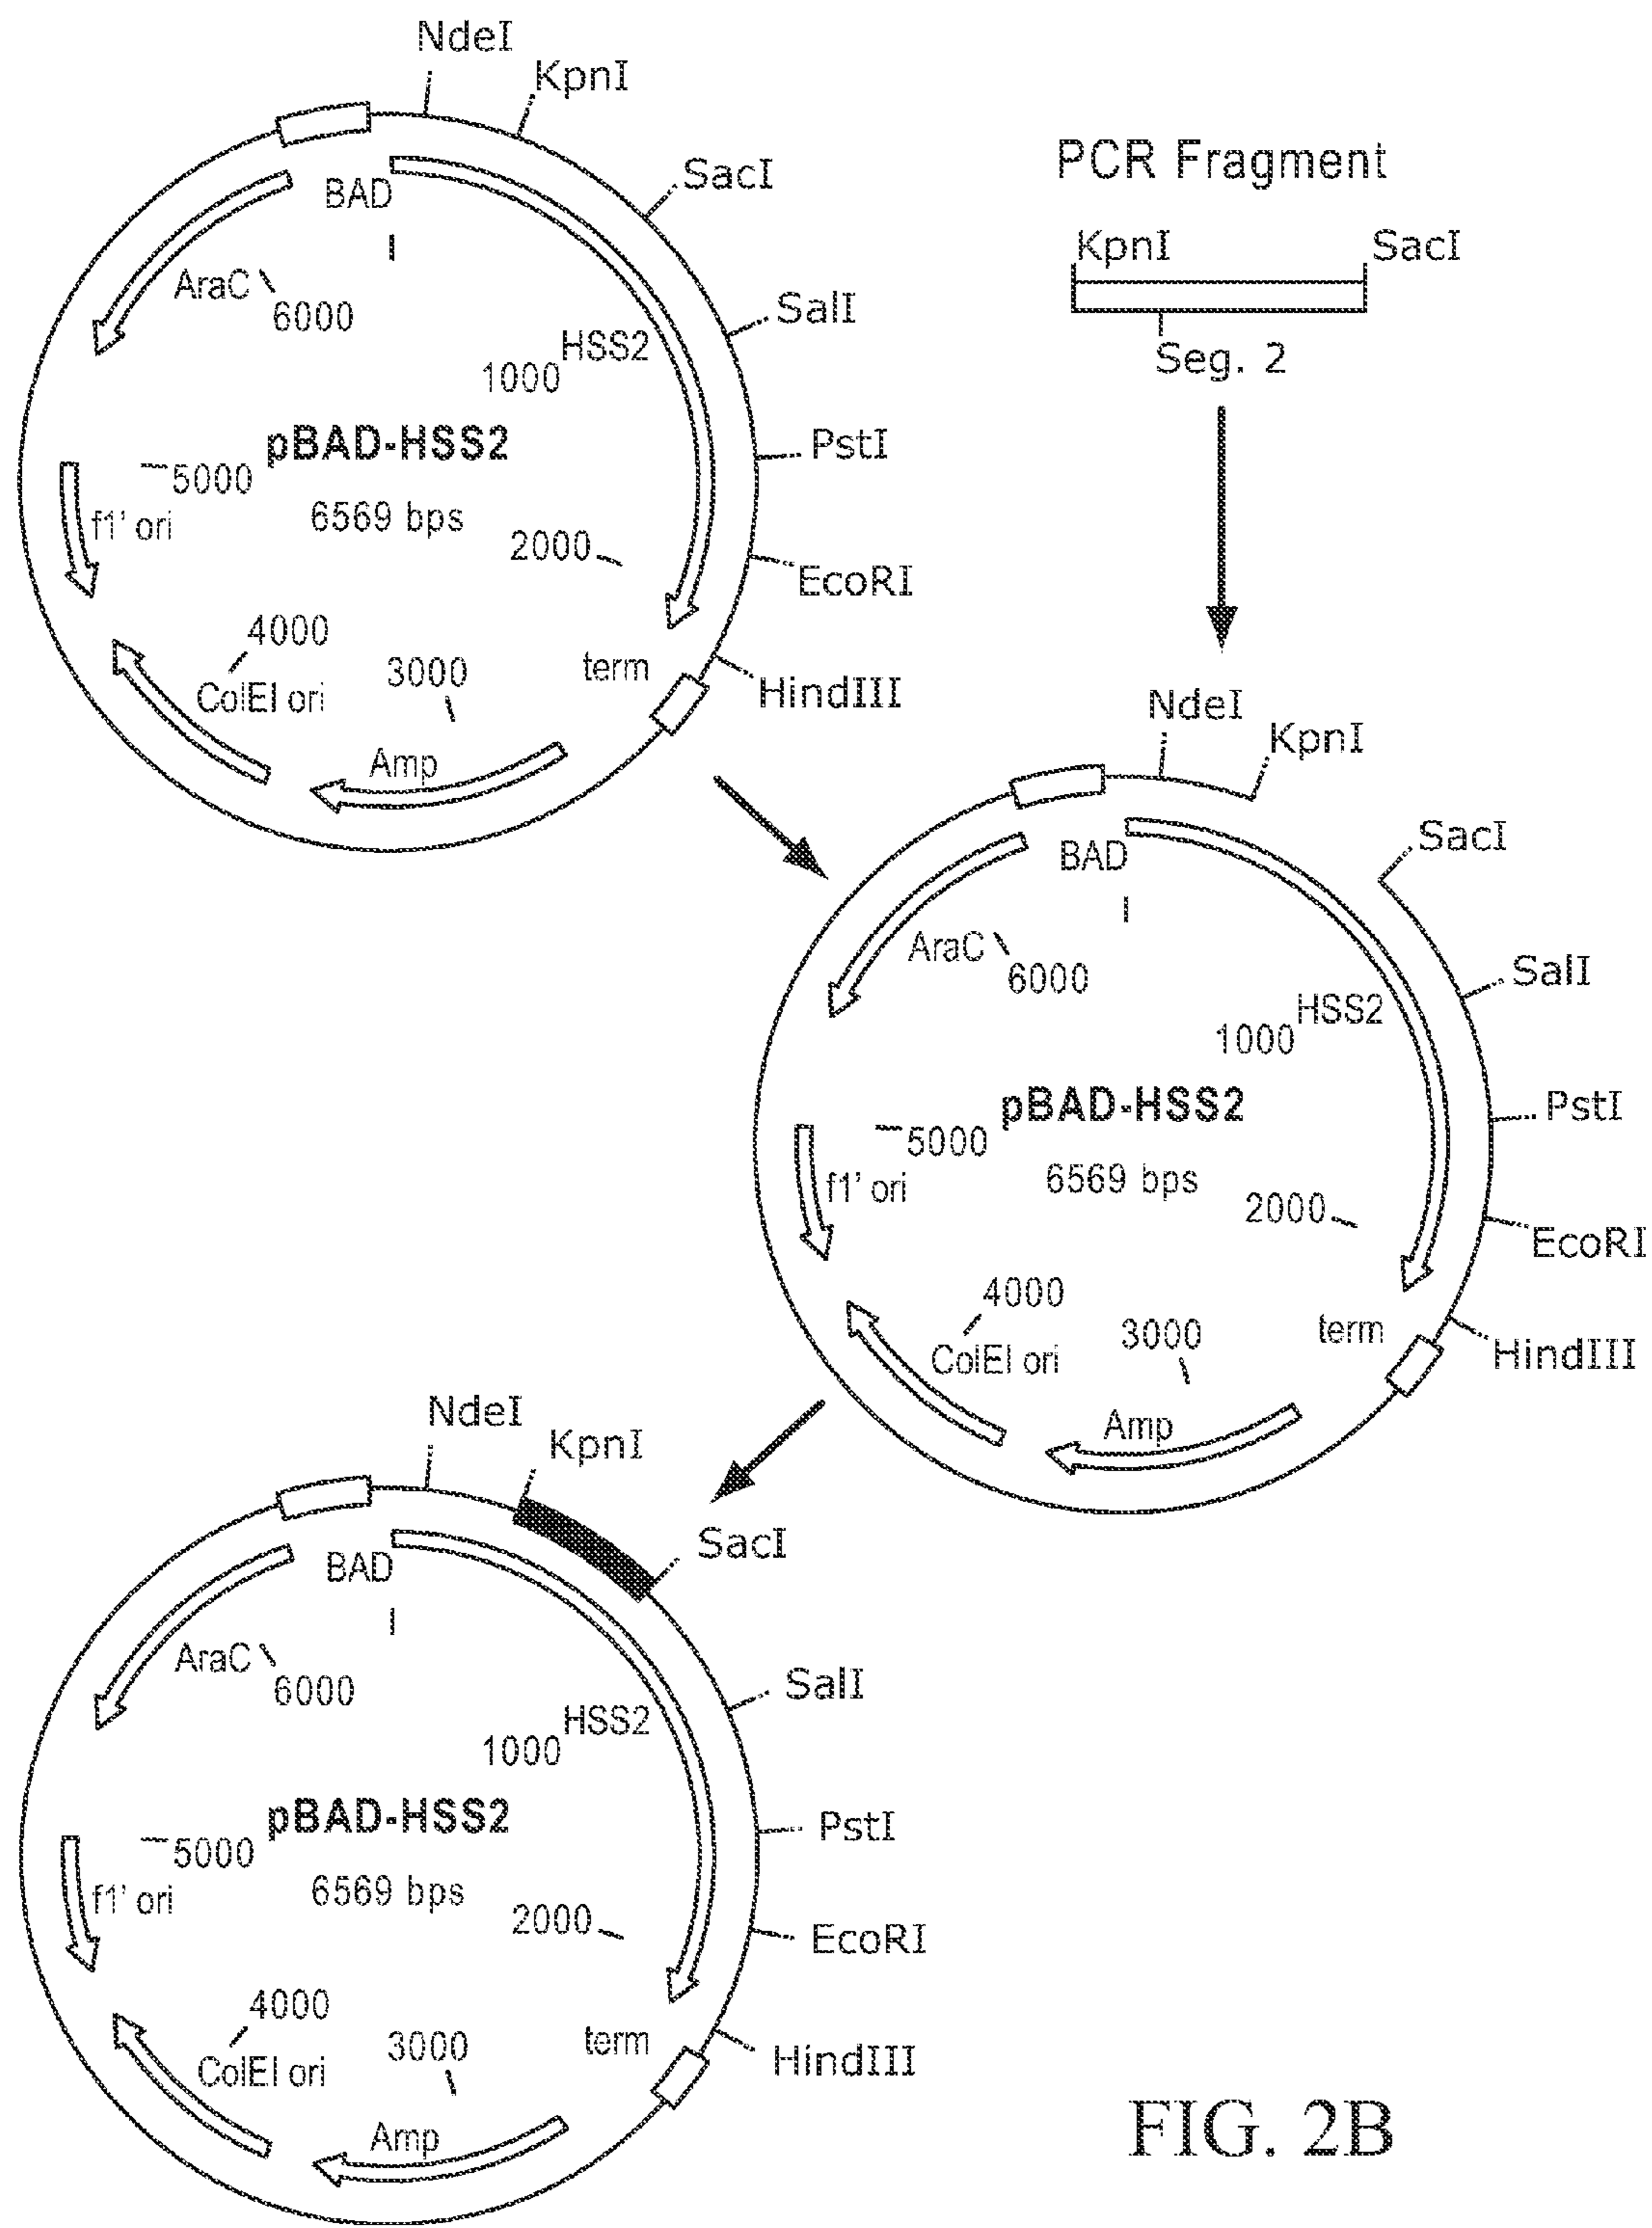 NdeI
KpnI
SacI
SalI
PstI
EcoRI
HindIII
BAD
I
AraC
6000
HSS2
1000
pBAD-HSS2
6569 bps
5000
f1' ori
2000
4000
ColEI ori
3000
term
Amp
PCR Fragment
KpnI
SacI
Seg. 2
NdeI
KpnI
SacI
SalI
PstI
EcoRI
HindIII
BAD
I
AraC
6000
HSS2
1000
pBAD-HSS2
6569 bps
5000
f1' ori
2000
4000
ColEI ori
3000
term
Amp
NdeI
KpnI
SacI
SalI
PstI
EcoRI
HindIII
BAD
I
AraC
6000
HSS2
1000
pBAD-HSS2
6569 bps
5000
f1' ori
2000
4000
ColEI ori
3000
term
Amp
FIG. 2B